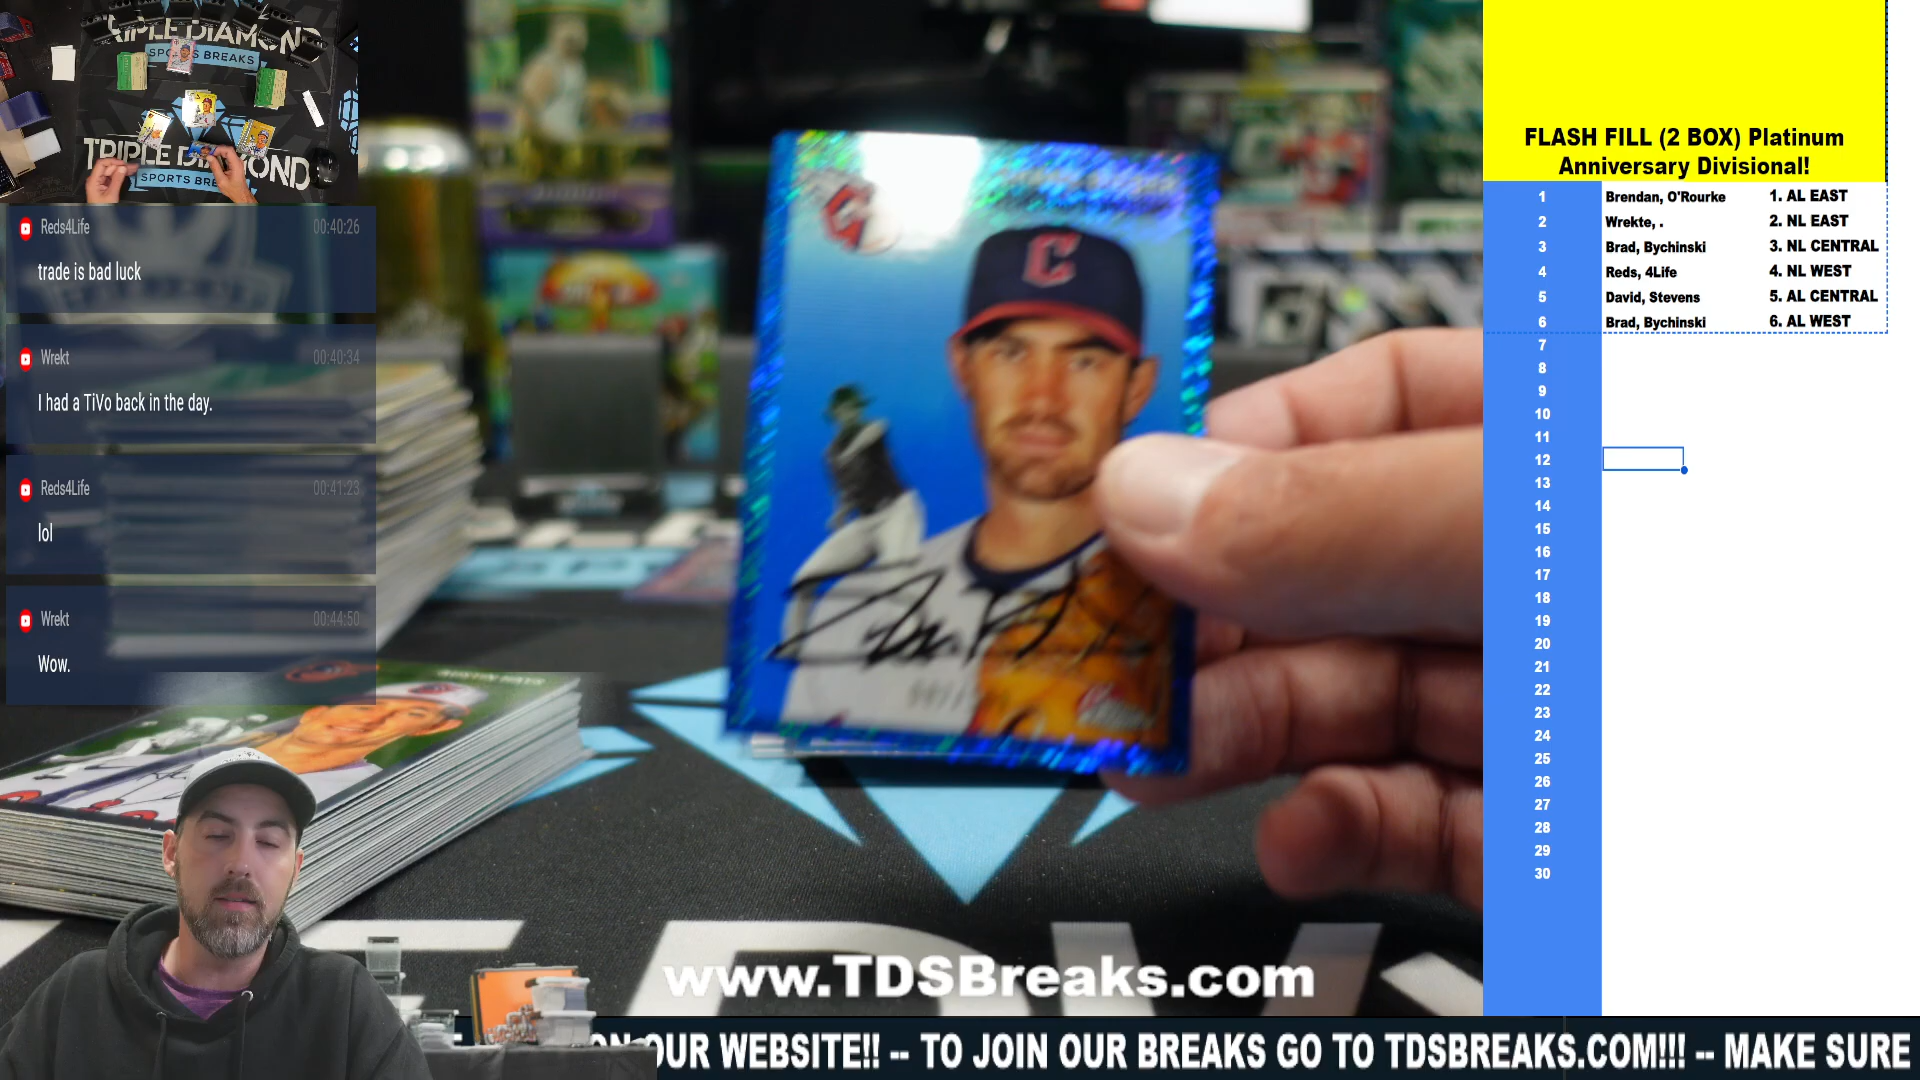 TRIPLE DIAMOND
SPORTS BREAKS
TRIPLE DIAMOND
SPORTS BRE
Reds4Life 00:40:26
trade is bad luck
Wrekt 00:40:34
I had a TiVo back in the day.
Reds4Life 00:41:23
lol
Wrekt 00:44:50
Wow.
C
AUSTIN HAYS
www.TDSBreaks.com
ON OUR WEBSITE!! -- TO JOIN OUR BREAKS GO TO TDSBREAKS.COM!!! -- MAKE SURE
FLASH FILL (2 BOX) Platinum
Anniversary Divisional!
1 Brendan, O'Rourke 1. AL EAST
2 Wrekte, . 2. NL EAST
3 Brad, Bychinski 3. NL CENTRAL
4 Reds, 4Life 4. NL WEST
5 David, Stevens 5. AL CENTRAL
6 Brad, Bychinski 6. AL WEST
7
8
9
10
11
12
13
14
15
16
17
18
19
20
21
22
23
24
25
26
27
28
29
30